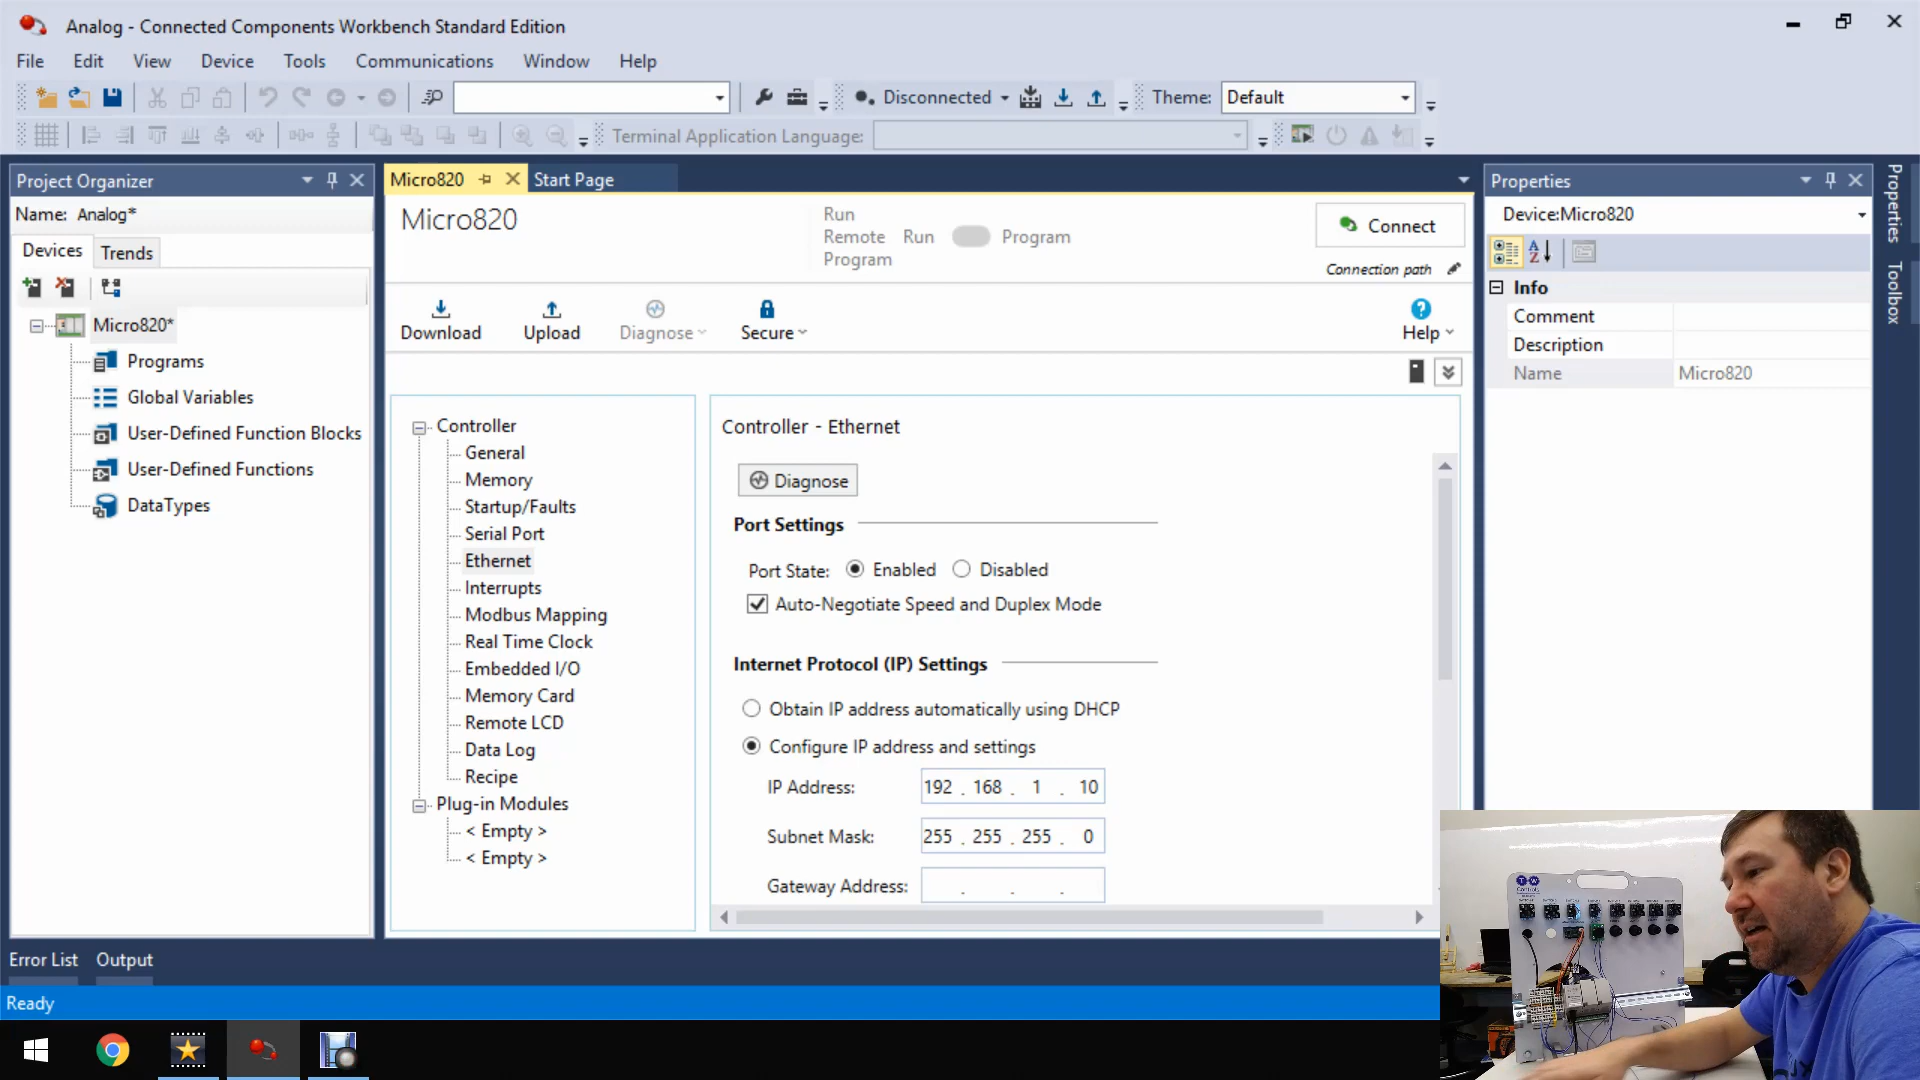 Analog - Connected Components Workbench Standard Edition
File Edit View Device Tools Communications Window Help
Disconnected Theme: Default
Terminal Application Language:
Project Organizer
Name: Analog*
Devices Trends
Micro820*
Programs
Global Variables
User-Defined Function Blocks
User-Defined Functions
DataTypes
Micro820 Start Page
Micro820
Run
Remote
Program
Run Program
Connect
Connection path
Download Upload Diagnose Secure Help
Controller
General
Memory
Startup/Faults
Serial Port
Ethernet
Interrupts
Modbus Mapping
Real Time Clock
Embedded I/O
Memory Card
Remote LCD
Data Log
Recipe
Plug-in Modules
< Empty >
< Empty >
Controller - Ethernet
Diagnose
Port Settings
Port State: Enabled Disabled
Auto-Negotiate Speed and Duplex Mode
Internet Protocol (IP) Settings
Obtain IP address automatically using DHCP
Configure IP address and settings
IP Address: 192 . 168 . 1 . 10
Subnet Mask: 255 . 255 . 255 . 0
Gateway Address: . . .
Properties
Device:Micro820
Info
Comment
Description
Name Micro820
Properties
Toolbox
Error List Output
Ready
TW
Controls